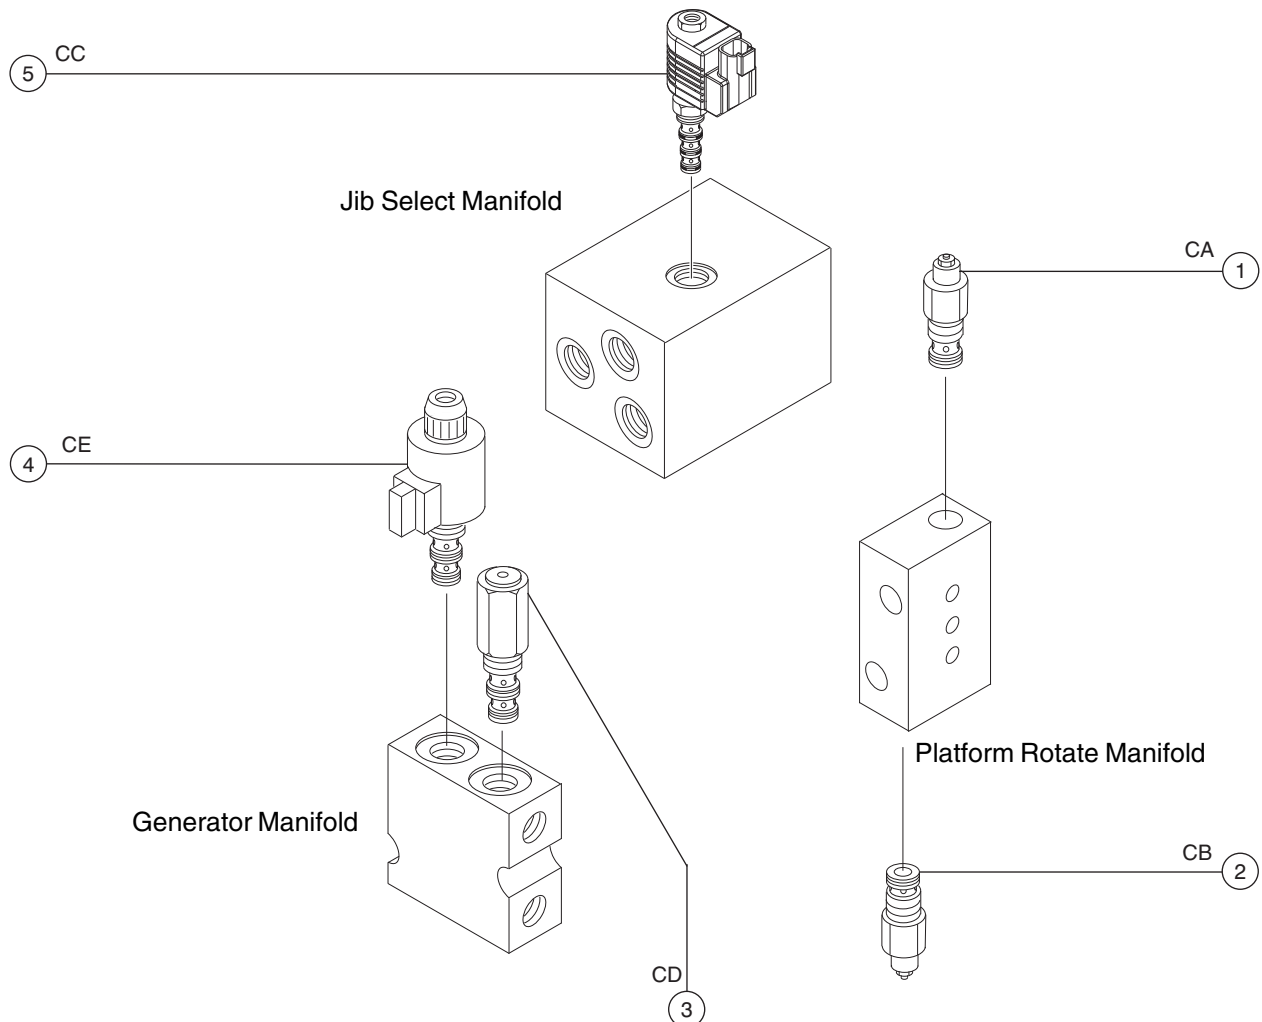 CC
5
Jib Select Manifold
CA
1
CE
4
Platform Rotate Manifold
Generator Manifold
CB
2
CD
3